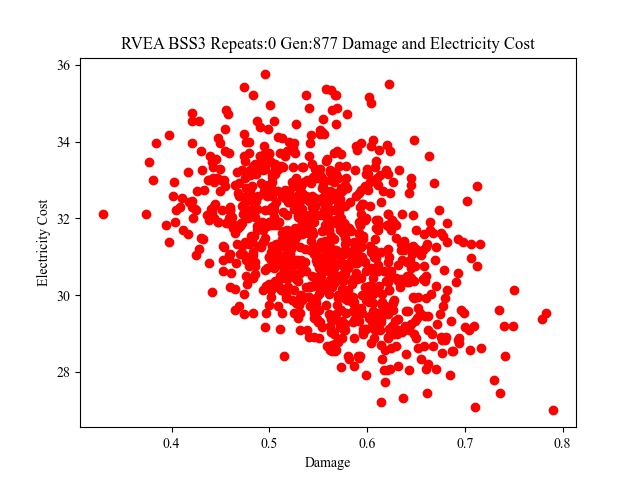 RVEA BSS3 Repeats:0 Gen:877 Damage and Electricity Cost
36
34
32
30
28
Electricity Cost
0.4 0.5 0.6 0.7 0.8
Damage